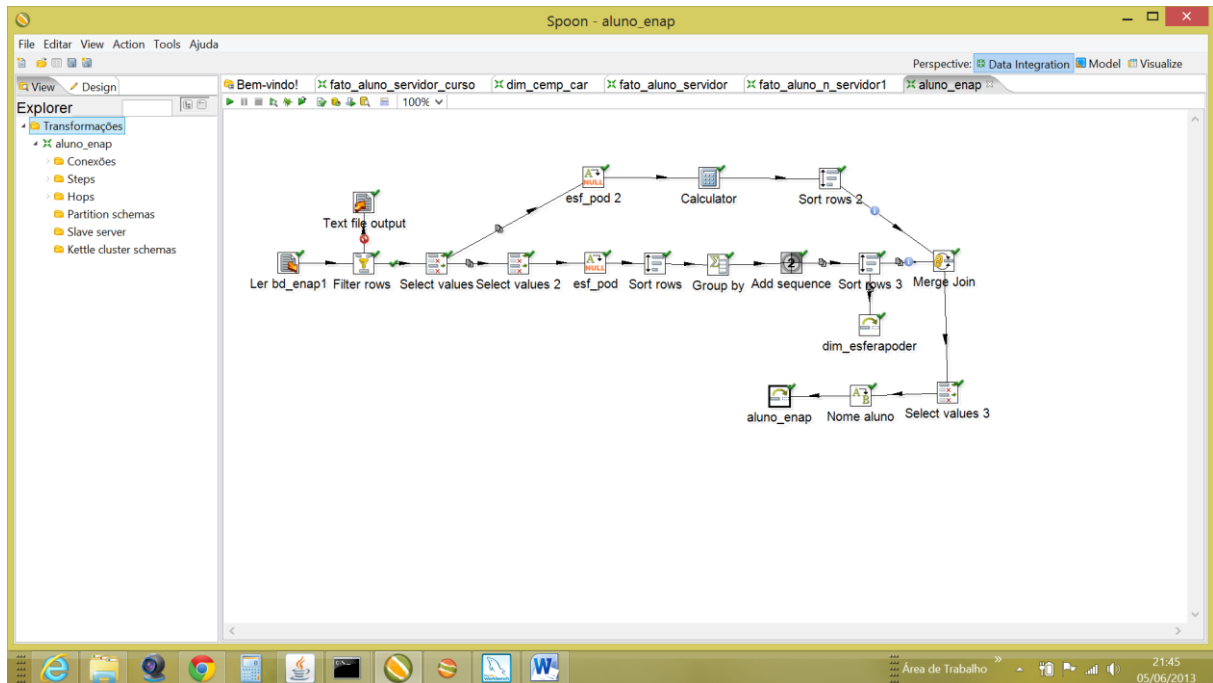 Spoon - aluno_enap
File Editar View Action Tools Ajuda
Perspective: Data Integration Model Visualize
View Design
Bem-vindo! fato_aluno_servidor_curso dim_cemp_car fato_aluno_servidor fato_aluno_n_servidor1 aluno_enap
Explorer
100%
Transformações
aluno_enap
Conexões
Steps
Hops
Partition schemas
Slave server
Kettle cluster schemas
A
NULL
esf_pod 2 Calculator Sort rows 2
Text file output
A
NULL
2
Ler bd_enap1 Filter rows Select values Select values 2 esf_pod Sort rows Group by Add sequence Sort rows 3 Merge Join
dim_esferapoder
A
B
aluno_enap Nome aluno Select values 3
W
Área de Trabalho
21:45
05/06/2013